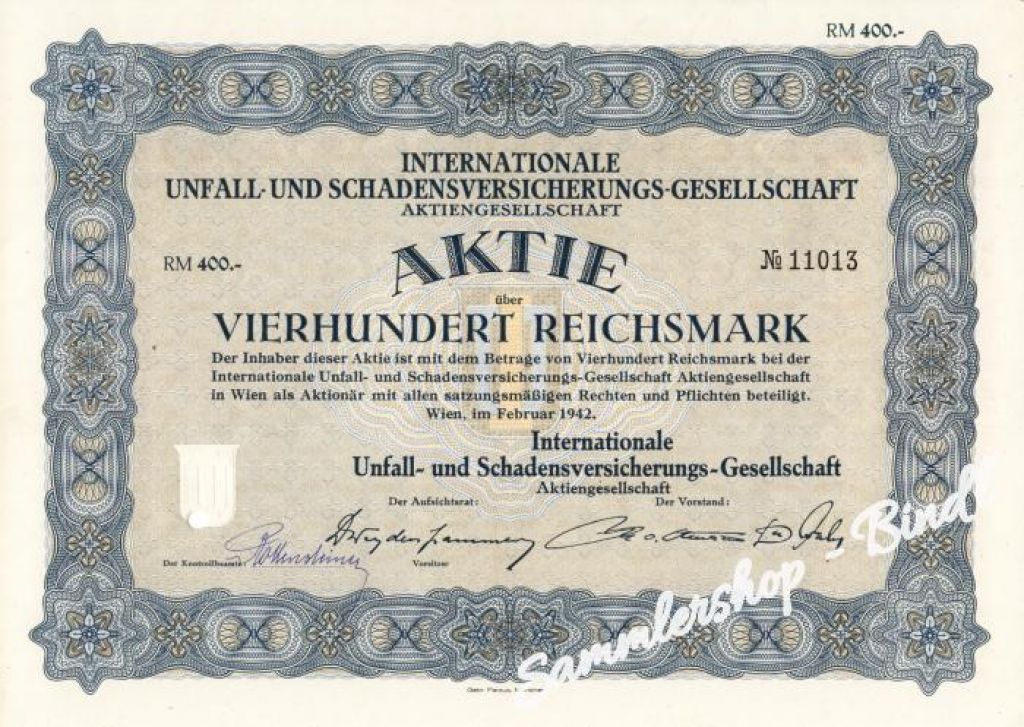 RM 400.-
INTERNATIONALE
UNFALL- UND SCHADENSVERSICHERUNGS-GESELLSCHAFT
AKTIENGESELLSCHAFT
AKTIE
RM 400.-
№ 11013
über
VIERHUNDERT REICHSMARK
Der Inhaber dieser Aktie ist mit dem Betrage von Vierhundert Reichsmark bei der
Internationale Unfall- und Schadensversicherungs-Gesellschaft Aktiengesellschaft
in Wien als Aktionär mit allen satzungsmäßigen Rechten und Pflichten beteiligt.
Wien, im Februar 1942.
Internationale
Unfall- und Schadensversicherungs-Gesellschaft
Aktiengesellschaft
Der Aufsichtsrat:
Der Vorstand:
Der Kontrollbeamte
Vorsitzer
Sammlershop - Bindl